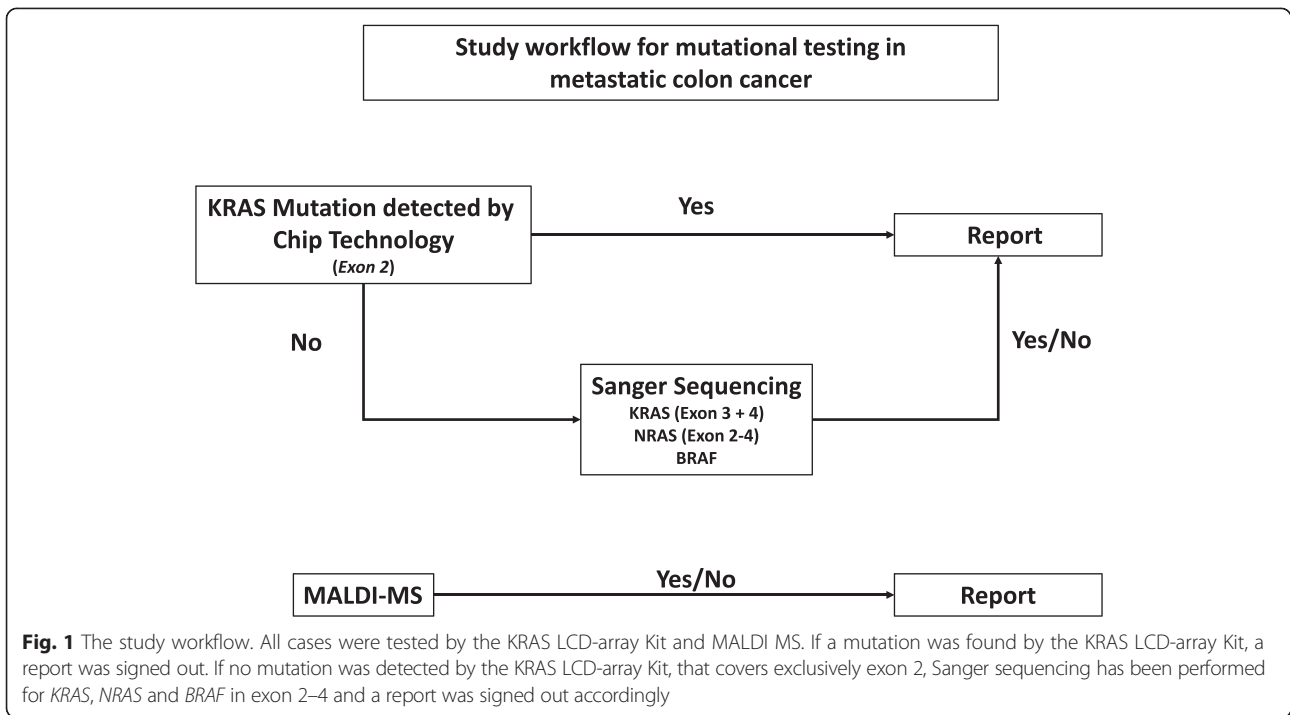 Study workflow for mutational testing in
metastatic colon cancer
KRAS Mutation detected by
Chip Technology
(Exon 2)
Yes
Report
No
Yes/No
Sanger Sequencing
KRAS (Exon 3 + 4)
NRAS (Exon 2-4)
BRAF
MALDI-MS
Yes/No
Report
Fig. 1 The study workflow. All cases were tested by the KRAS LCD-array Kit and MALDI MS. If a mutation was found by the KRAS LCD-array Kit, a
report was signed out. If no mutation was detected by the KRAS LCD-array Kit, that covers exclusively exon 2, Sanger sequencing has been performed
for KRAS, NRAS and BRAF in exon 2–4 and a report was signed out accordingly